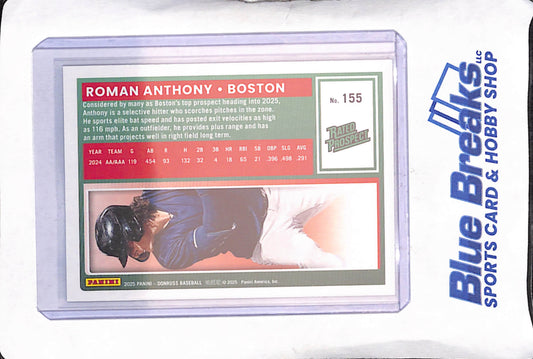 ROMAN ANTHONY • BOSTON
Considered by many as Boston's top prospect heading into 2025,
Anthony is a selective hitter who scorches pitches in the zone.
He sports elite bat speed and has posted exit velocities as high
as 116 mph. As an outfielder, he provides plus range and has
an arm that projects well in right field long term.
YEAR TEAM G AB R H 2B 3B HR RBI SB OBP SLG AVG
2024 AA/AAA 119 454 93 132 32 4 18 65 21 .396 .498 .291
No. 155
RATED
PROSPECT
PANINI
2025 PANINI - DONRUSS BASEBALL
© 2025 Panini America, Inc.
Blue Breaks LLC
SPORTS CARD & HOBBY SHOP